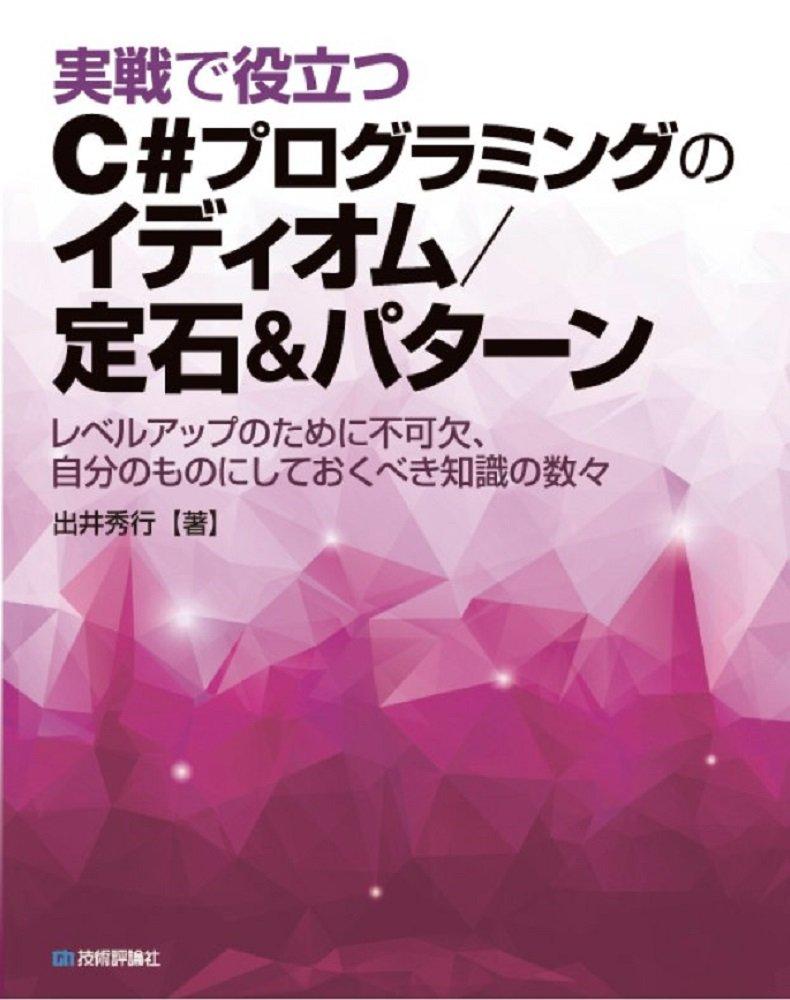 実戦で役立つ
C#プログラミングの
イディオム/
定石&パターン
レベルアップのために不可欠、
自分のものにしておくべき知識の数々
出井秀行【著】
技術評論社